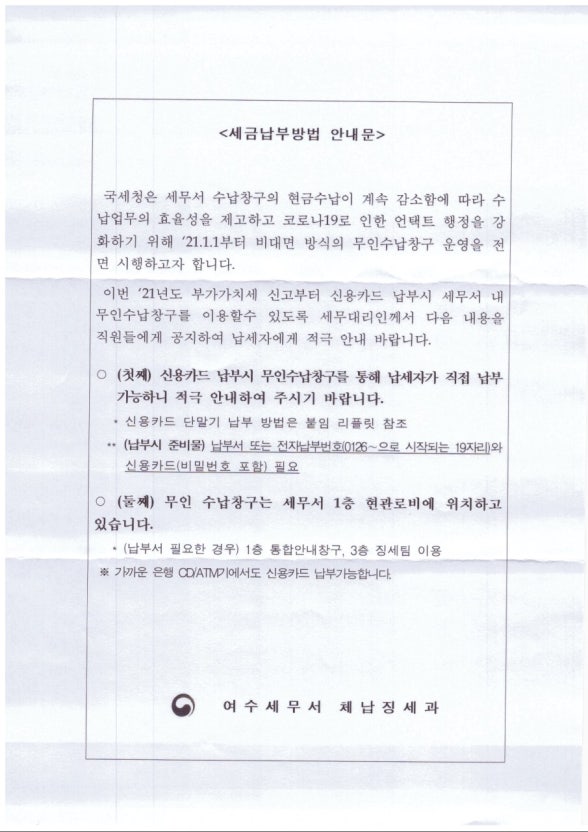 <세금납부방법 안내문>
국세청은 세무서 수납창구의 현금수납이 계속 감소함에 따라 수
납업무의 효율성을 제고하고 코로나19로 인한 언택트 행정을 강
화하기 위해 '21.1.1부터 비대면 방식의 무인수납창구 운영을 전
면 시행하고자 합니다.
이번 '21년도 부가가치세 신고부터 신용카드 납부시 세무서 내
무인수납창구를 이용할수 있도록 세무대리인께서 다음 내용을
직원들에게 공지하여 납세자에게 적극 안내 바랍니다.
○ (첫째) 신용카드 납부시 무인수납창구를 통해 납세자가 직접 납부
가능하니 적극 안내하여 주시기 바랍니다.
* 신용카드 단말기 납부 방법은 붙임 리플릿 참조
** (납부시 준비물) 납부서 또는 전자납부번호(0126~으로 시작되는 19자리)와
신용카드(비밀번호 포함) 필요
○ (둘째) 무인 수납창구는 세무서 1층 현관로비에 위치하고
있습니다.
* (납부서 필요한 경우) 1층 통합안내창구, 3층 징세팀 이용
※ 가까운 은행 CD/ATM기에서도 신용카드 납부가능합니다.
여수세무서 체납징세과